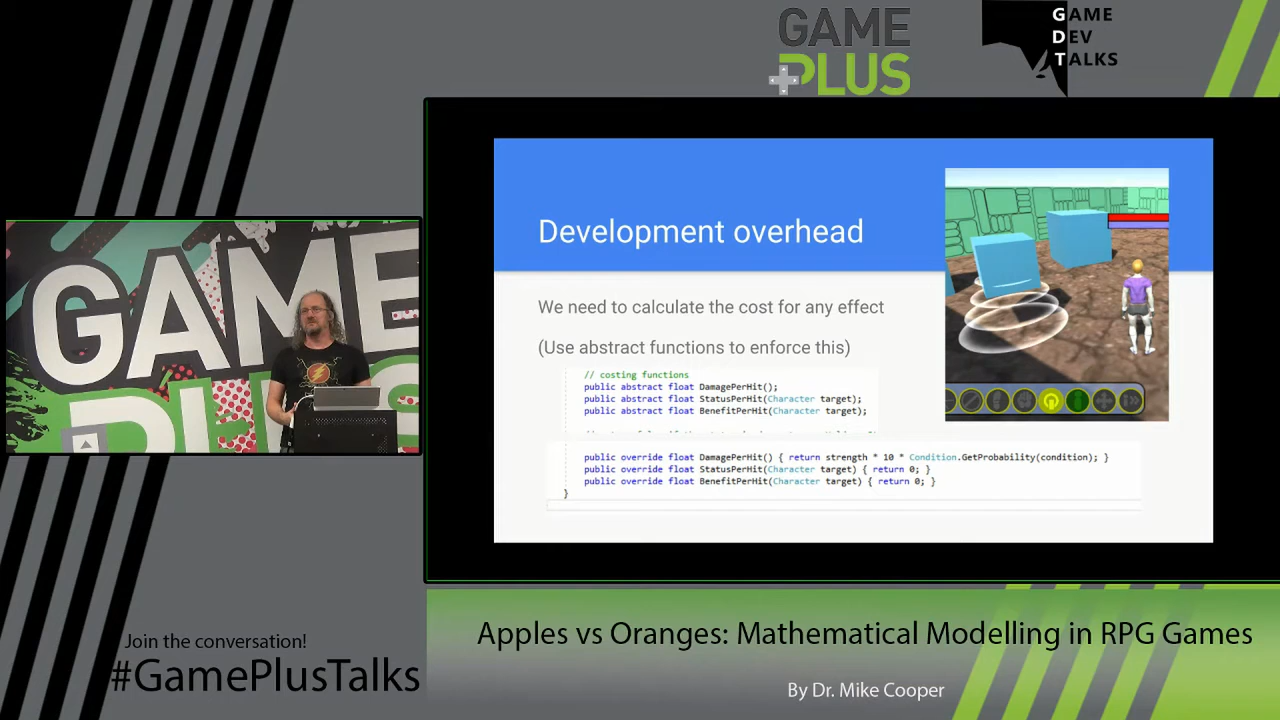 GAME
PLUS
GAME
DEV
TALKS
Development overhead
We need to calculate the cost for any effect
(Use abstract functions to enforce this)
// costing functions
public abstract float DamagePerHit();
public abstract float StatusPerHit(Character target);
public abstract float BenefitPerHit(Character target);
public override float DamagePerHit() { return strength * 10 * Condition.GetProbability(condition); }
public override float StatusPerHit(Character target) { return 0; }
public override float BenefitPerHit(Character target) { return 0; }
}
GAME
PLUS
Join the conversation!
#GamePlusTalks
Apples vs Oranges: Mathematical Modelling in RPG Games
By Dr. Mike Cooper